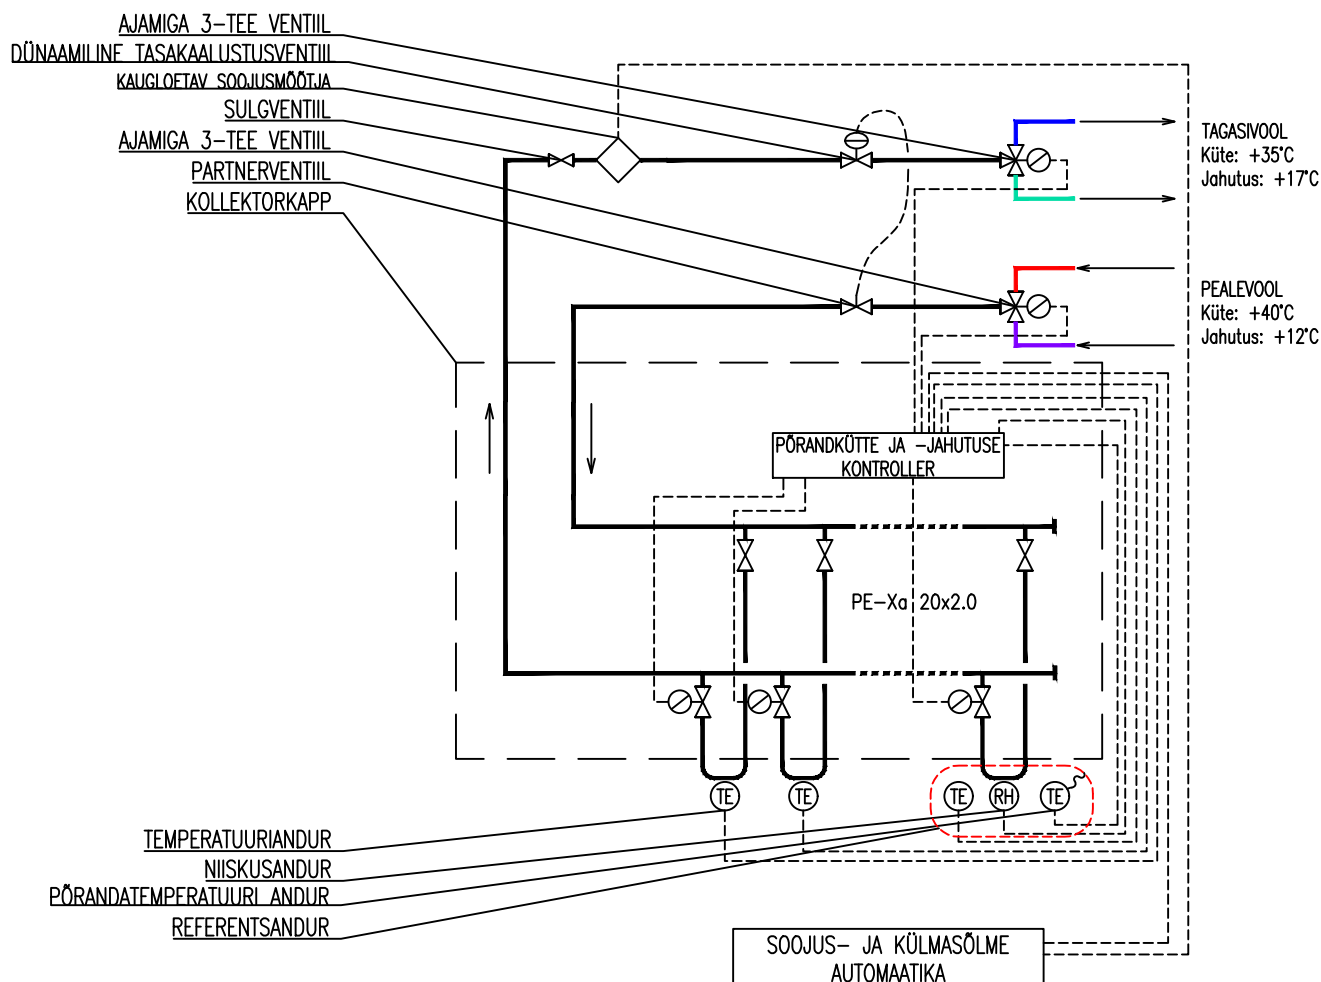 AJAMIGA 3-TEE VENTIIL
DÜNAAMILINE TASAKAALUSTUSVENTIIL
KAUGLOETAV SOOJUSMÕÕTJA
SULGVENTIIL
AJAMIGA 3-TEE VENTIIL
PARTNERVENTIIL
KOLLEKTORKAPP
TAGASIVOOL
Küte: +35°C
Jahutus: +17°C
PEALEVOOL
Küte: +40°C
Jahutus: +12°C
PÕRANDKÜTTE JA -JAHUTUSE
KONTROLLER
PE-Xa 20x2.0
TE
TE
TE
RH
TE
TEMPERATUURIANDUR
NIISKUSANDUR
PÕRANDATEMPERATUURI ANDUR
REFERENTSANDUR
SOOJUS- JA KÜLMASÕLME
AUTOMAATIKA